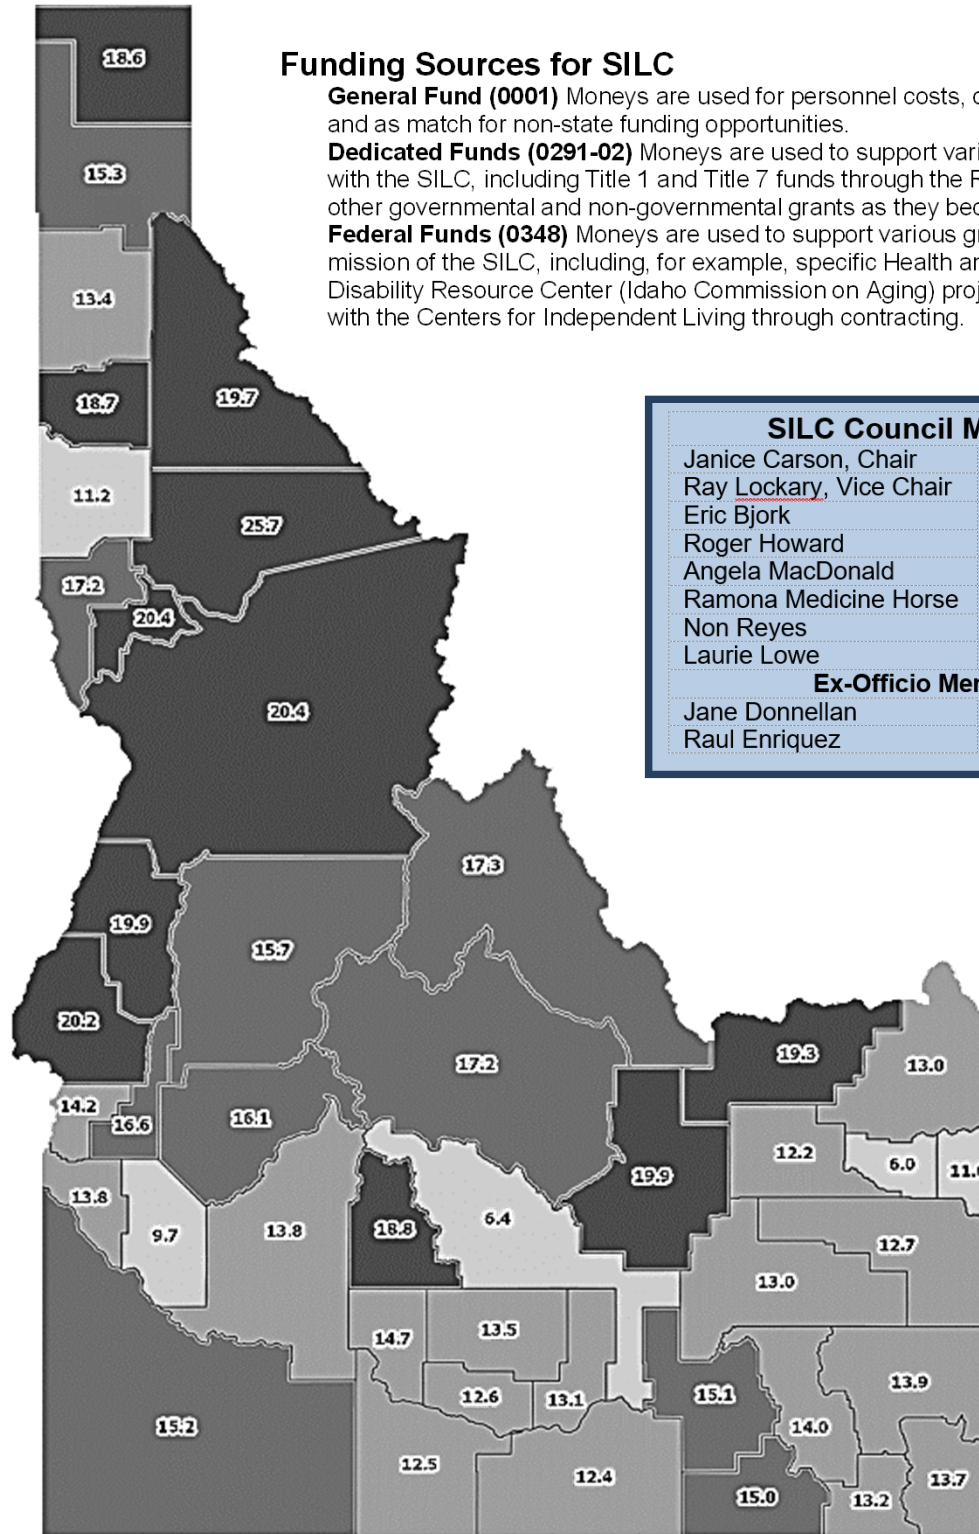 Funding Sources for SILC
General Fund (0001) Moneys are used for personnel costs,
and as match for non-state funding opportunities.
Dedicated Funds (0291-02) Moneys are used to support
with the SILC, including Title 1 and Title 7 funds through the
other governmental and non-governmental grants as they
Federal Funds (0348) Moneys are used to support various
mission of the SILC, including, for example, specific Health
Disability Resource Center (Idaho Commission on Aging)
with the Centers for Independent Living through contracting.
SILC Council
Janice Carson, Chair
Ray Lockary, Vice Chair
Eric Bjork
Roger Howard
Angela MacDonald
Ramona Medicine Horse
Non Reyes
Laurie Lowe
Ex-Officio
Jane Donnellan
Raul Enriquez
18.6
15.3
13.4
19.7
18.7
11.2
25.7
17.2
20.4
20.4
17.3
19.9
15.7
20.2
17.2
19.3
13.0
14.2
16.6
16.1
12.2
6.0
19.9
13.8
9.7
13.8
18.8
6.4
12.7
13.0
14.7
13.5
12.6
13.1
15.1
13.9
14.0
15.2
12.5
12.4
15.0
13.2
13.7